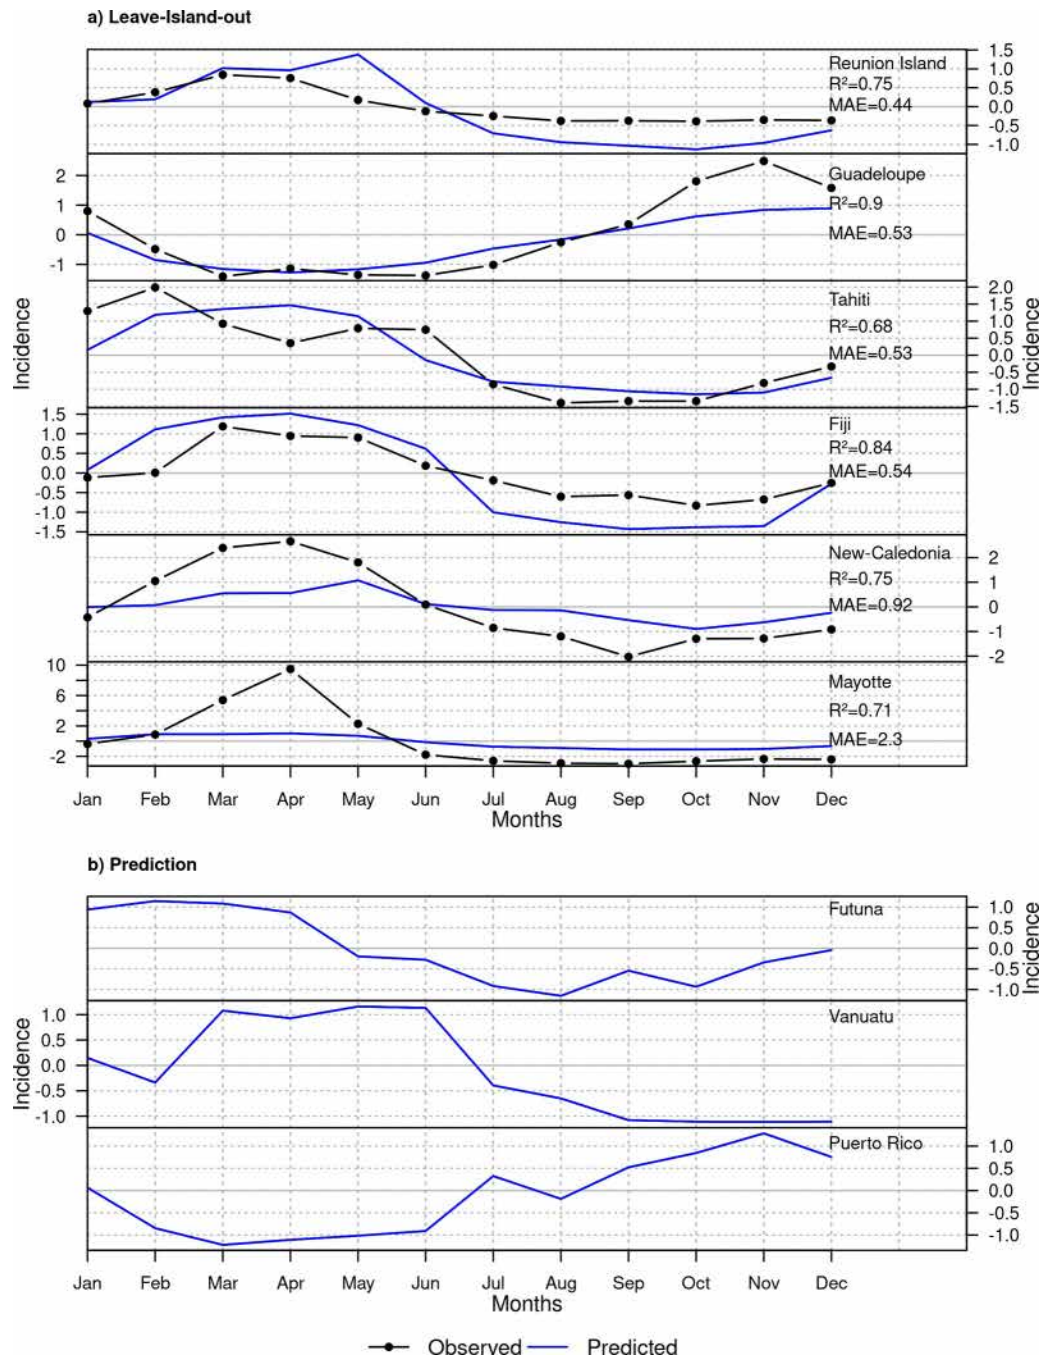 a) Leave-Island-out
Reunion Island
R²=0.75
MAE=0.44
1.5
1.0
0.5
0.0
-0.5
-1.0
Guadeloupe
R²=0.9
MAE=0.53
2
1
0
-1
Tahiti
R²=0.68
MAE=0.53
2.0
1.5
1.0
0.5
0.0
-0.5
-1.0
-1.5
Incidence
Incidence
Fiji
R²=0.84
MAE=0.54
1.5
1.0
0.5
0.0
-0.5
-1.0
-1.5
New-Caledonia
R²=0.75
MAE=0.92
2
1
0
-1
-2
Mayotte
R²=0.71
MAE=2.3
10
6
2
-2
Jan Feb Mar Apr May Jun Jul Aug Sep Oct Nov Dec
Months
b) Prediction
Futuna
1.0
0.5
0.0
-0.5
-1.0
Incidence
Vanuatu
1.0
0.5
0.0
-0.5
-1.0
Incidence
Puerto Rico
1.0
0.5
0.0
-0.5
-1.0
Jan Feb Mar Apr May Jun Jul Aug Sep Oct Nov Dec
Months
Observed Predicted